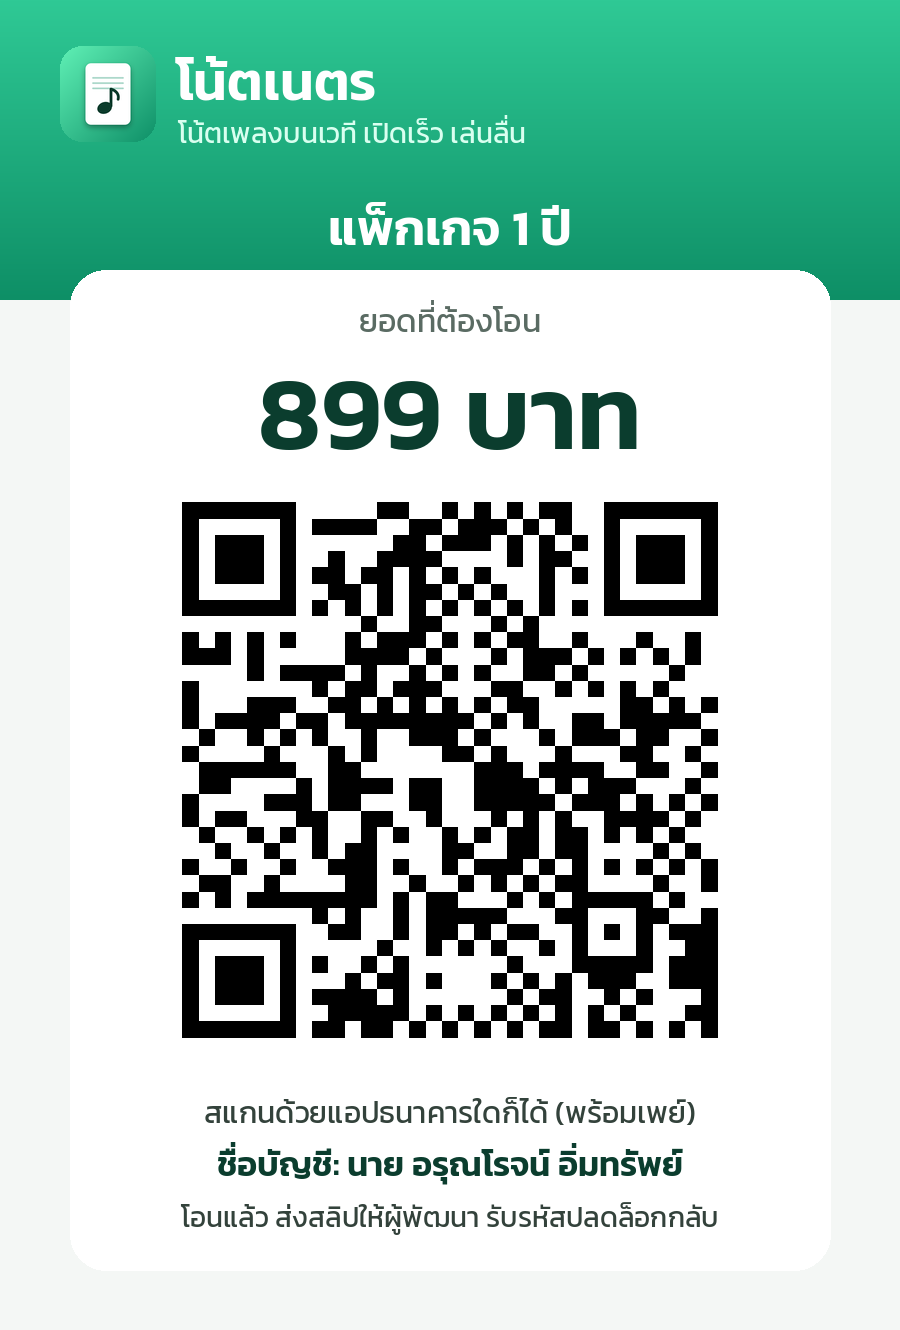 โน้ตเนตร
โน้ตเพลงบนเวที เปิดเร็ว เล่นลื่น
แพ็กเกจ 1 ปี
ยอดที่ต้องโอน
899 บาท
สแกนด้วยแอปธนาคารใดก็ได้ (พร้อมเพย์)
ชื่อบัญชี: นาย อรุณโรจน์ อิ่มทรัพย์
โอนแล้ว ส่งสลิปให้ผู้พัฒนา รับรหัสปลดล็อกกลับ